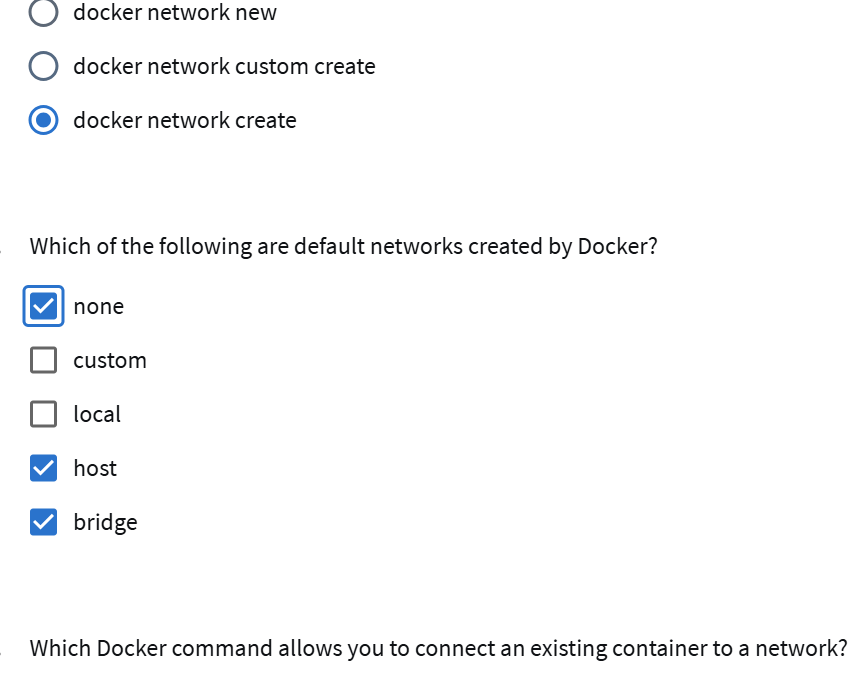 docker network new
docker network custom create
docker network create
Which of the following are default networks created by Docker?
none
custom
local
host
bridge
Which Docker command allows you to connect an existing container to a network?